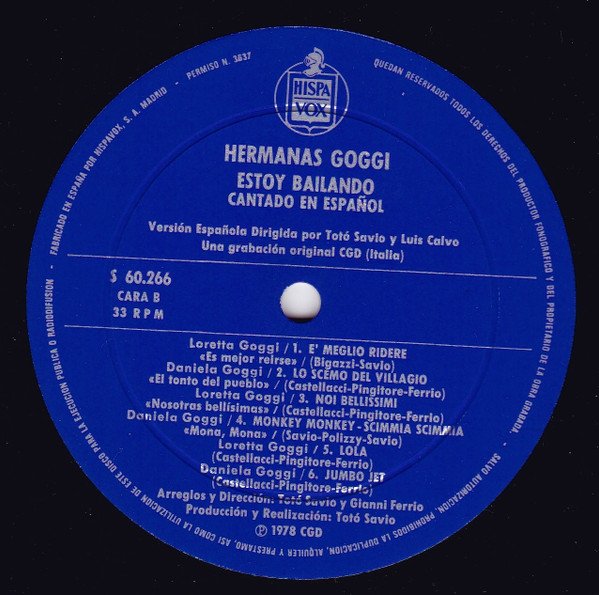 HISPA
VOX
HERMANAS GOGGI
ESTOY BAILANDO
CANTADO EN ESPAÑOL
Versión Española Dirigida por Totó Savio y Luis Calvo
Una grabación original CGD (Italia)
S 60.266
CARA B
33 RPM
Loretta Goggi / 1. E' MEGLIO RIDERE
«Es mejor reirse» / (Bigazzi-Savio)
Daniela Goggi / 2. LO SCEMO DEL VILLAGIO
«El tonto del pueblo» / (Castellacci-Pingitore-Ferrio)
Loretta Goggi / 3. NOI BELLISSIMI
«Nosotras bellísimas» / (Castellacci-Pingitore-Ferrio)
Daniela Goggi / 4. MONKEY MONKEY - SCIMMIA SCIMMIA
«Mona, Mona» / (Savio-Polizzy-Savio)
Loretta Goggi / 5. LOLA
(Castellacci-Pingitore-Ferrio)
Daniela Goggi / 6. JUMBO JET
(Castellacci-Pingitore-Ferrio)
Arreglos y Dirección: Totó Savio y Gianni Ferrio
Producción y Realización: Totó Savio
Ⓟ 1978 CGD
FABRICADO EN ESPAÑA POR HISPAVOX, S. A. MADRID - PERMISO N. 3837
QUEDAN RESERVADOS TODOS LOS DERECHOS DEL PRODUCTOR FONOGRAFICO Y DEL PROPIETARIO DE LA OBRA GRABADA. - SALVO AUTORIZACION, PROHIBIDOS LA DUPLICACION, ALQUILER Y PRESTAMO, ASI COMO LA UTILIZACION DE ESTE DISCO PARA LA EJECUCION PUBLICA O RADIODIFUSION -